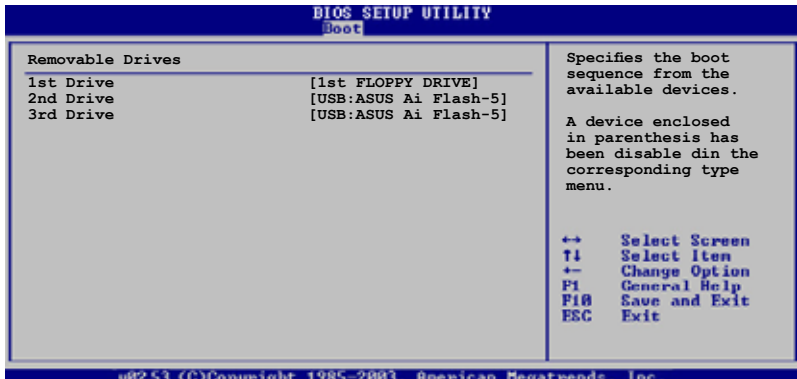 BIOS SETUP UTILITY
Boot
Removable Drives
1st Drive [1st FLOPPY DRIVE]
2nd Drive [USB:ASUS Ai Flash-5]
3rd Drive [USB:ASUS Ai Flash-5]
Specifies the boot
sequence from the
available devices.
A device enclosed
in parenthesis has
been disable din the
corresponding type
menu.
←→ Select Screen
↑↓ Select Item
+- Change Option
F1 General Help
F10 Save and Exit
ESC Exit
v02.53 (C)Copyright 1985-2003, American Megatrends, Inc.